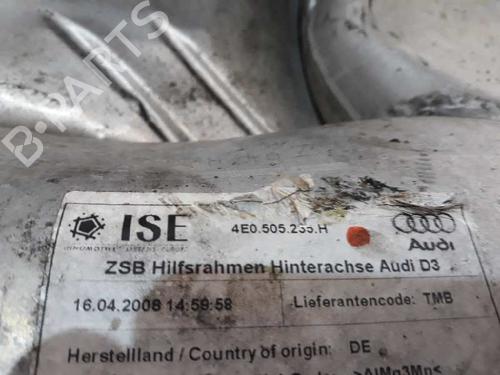 B-PARTS
ISE
4E0.505.235.H
Audi
ZSB Hilfsrahmen Hinterachse Audi D3
16.04.2008 14:59:58
Lieferantencode: TMB
Herstellland / Country of origin: DE
>AlMg3Mn<